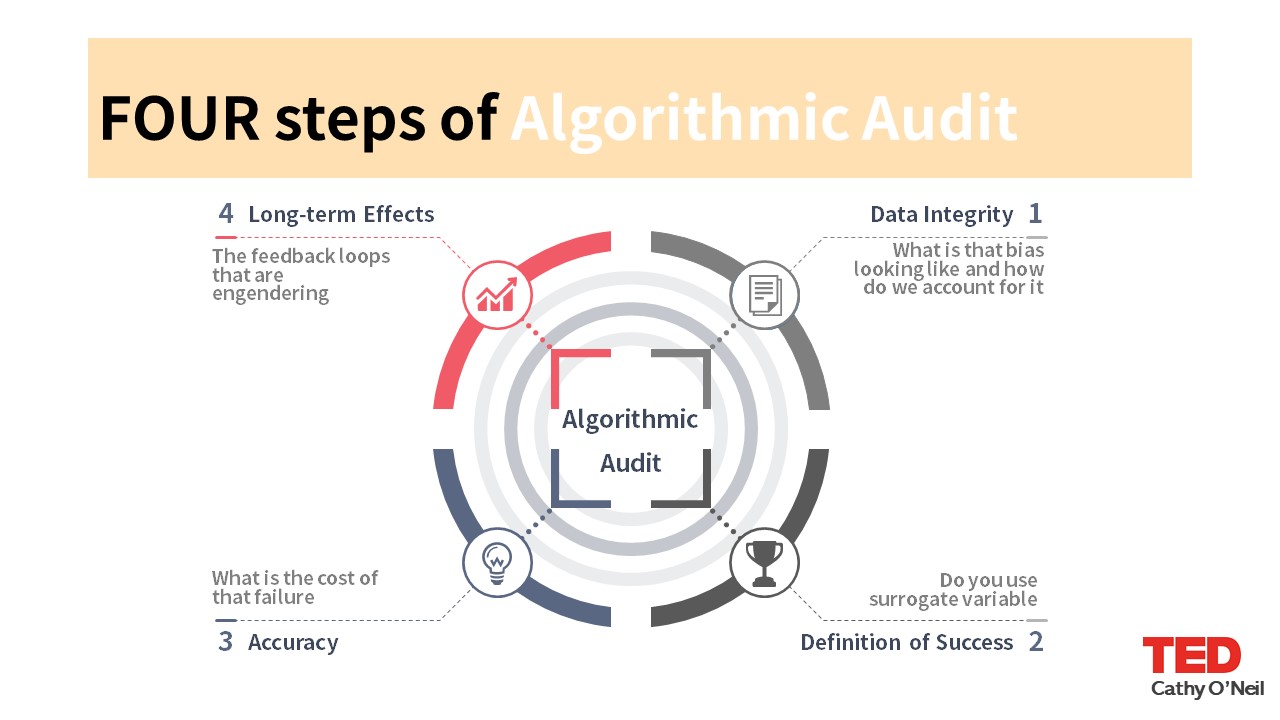 FOUR steps of Algorithmic Audit
4 Long-term Effects
The feedback loops
that are
engendering
Data Integrity 1
What is that bias
looking like and how
do we account for it
Algorithmic
Audit
What is the cost of
that failure
3 Accuracy
Do you use
surrogate variable
Definition of Success 2
TED
Cathy O'Neil